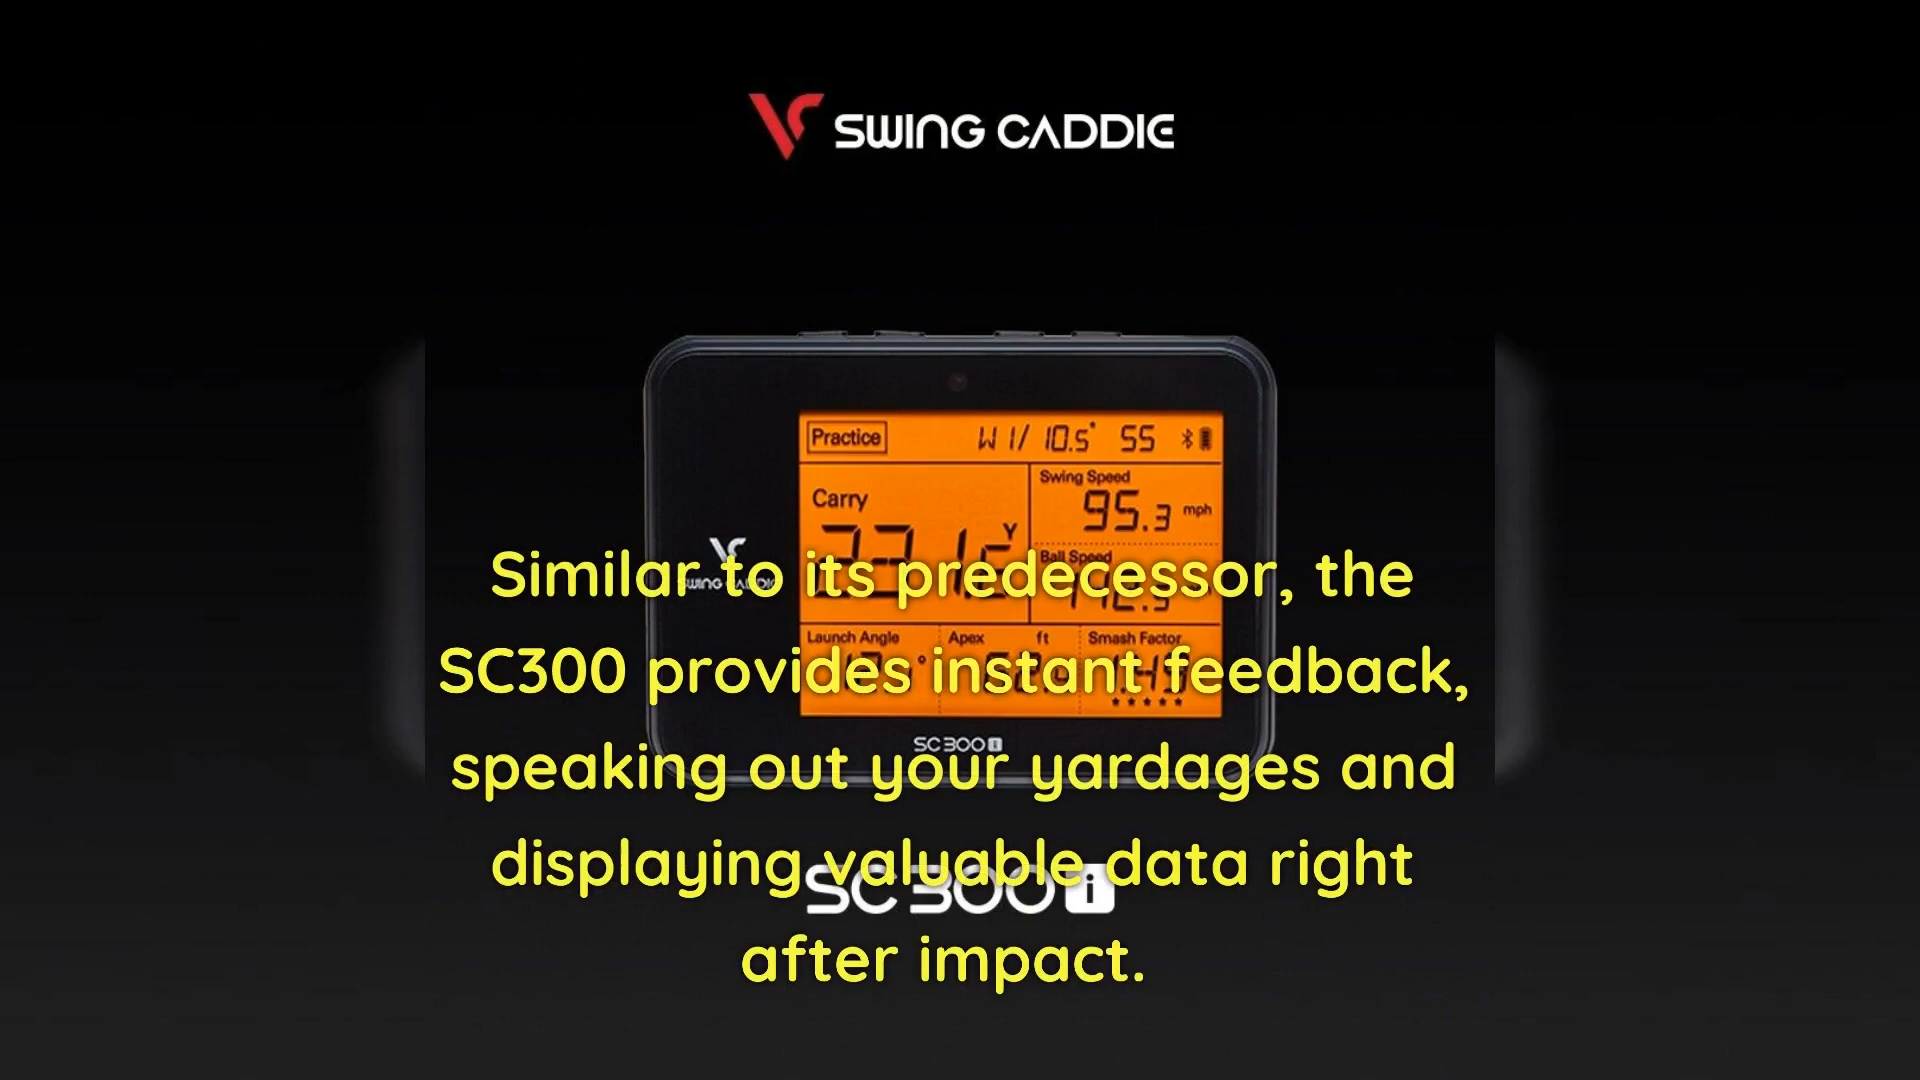 SWING CADDIE
Practice
W 1/ 10.5° 55
Swing Speed
95.3 mph
Carry
Y
Ball Speed
Similar to its predecessor, the
Launch Angle Apex ft Smash Factor
SC300 provides instant feedback,
SC300i
speaking out your yardages and
displaying valuable data right
SC300i
after impact.